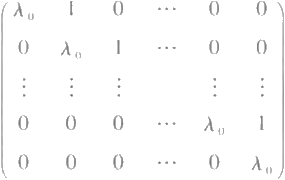 λ₀ 1 0 ⋯ 0 0
0 λ₀ 1 ⋯ 0 0
⋮ ⋮ ⋮ ⋮ ⋮
0 0 0 ⋯ λ₀ 1
0 0 0 ⋯ 0 λ₀